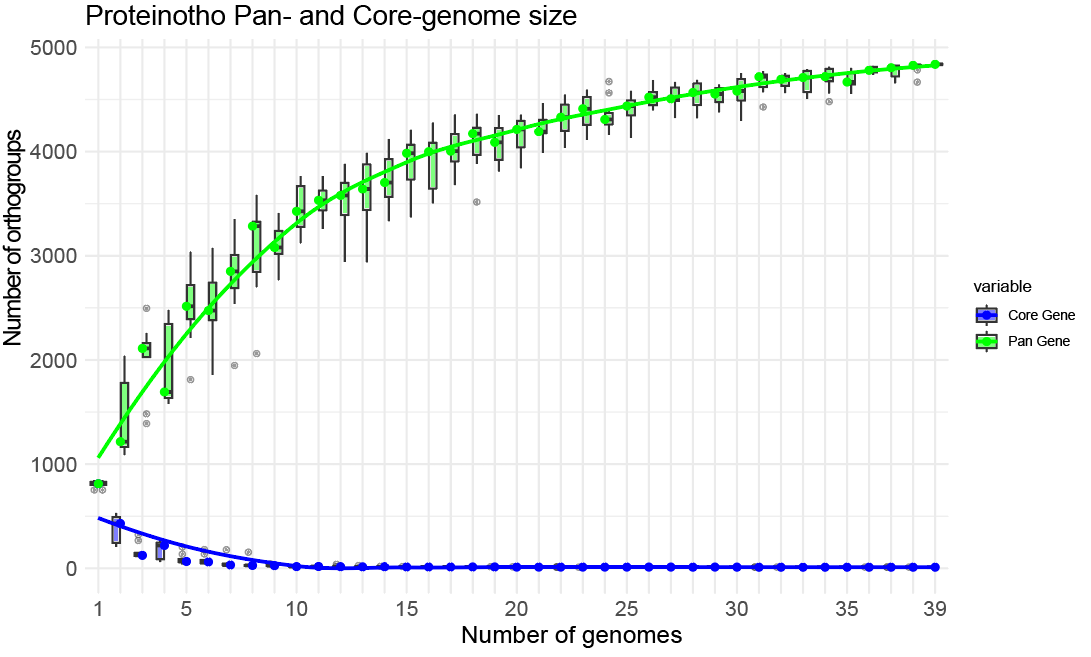 Proteinotho Pan- and Core-genome size
Number of orthogroups
5000
4000
3000
2000
1000
0
1 5 10 15 20 25 30 35 39
Number of genomes
variable
Core Gene
Pan Gene